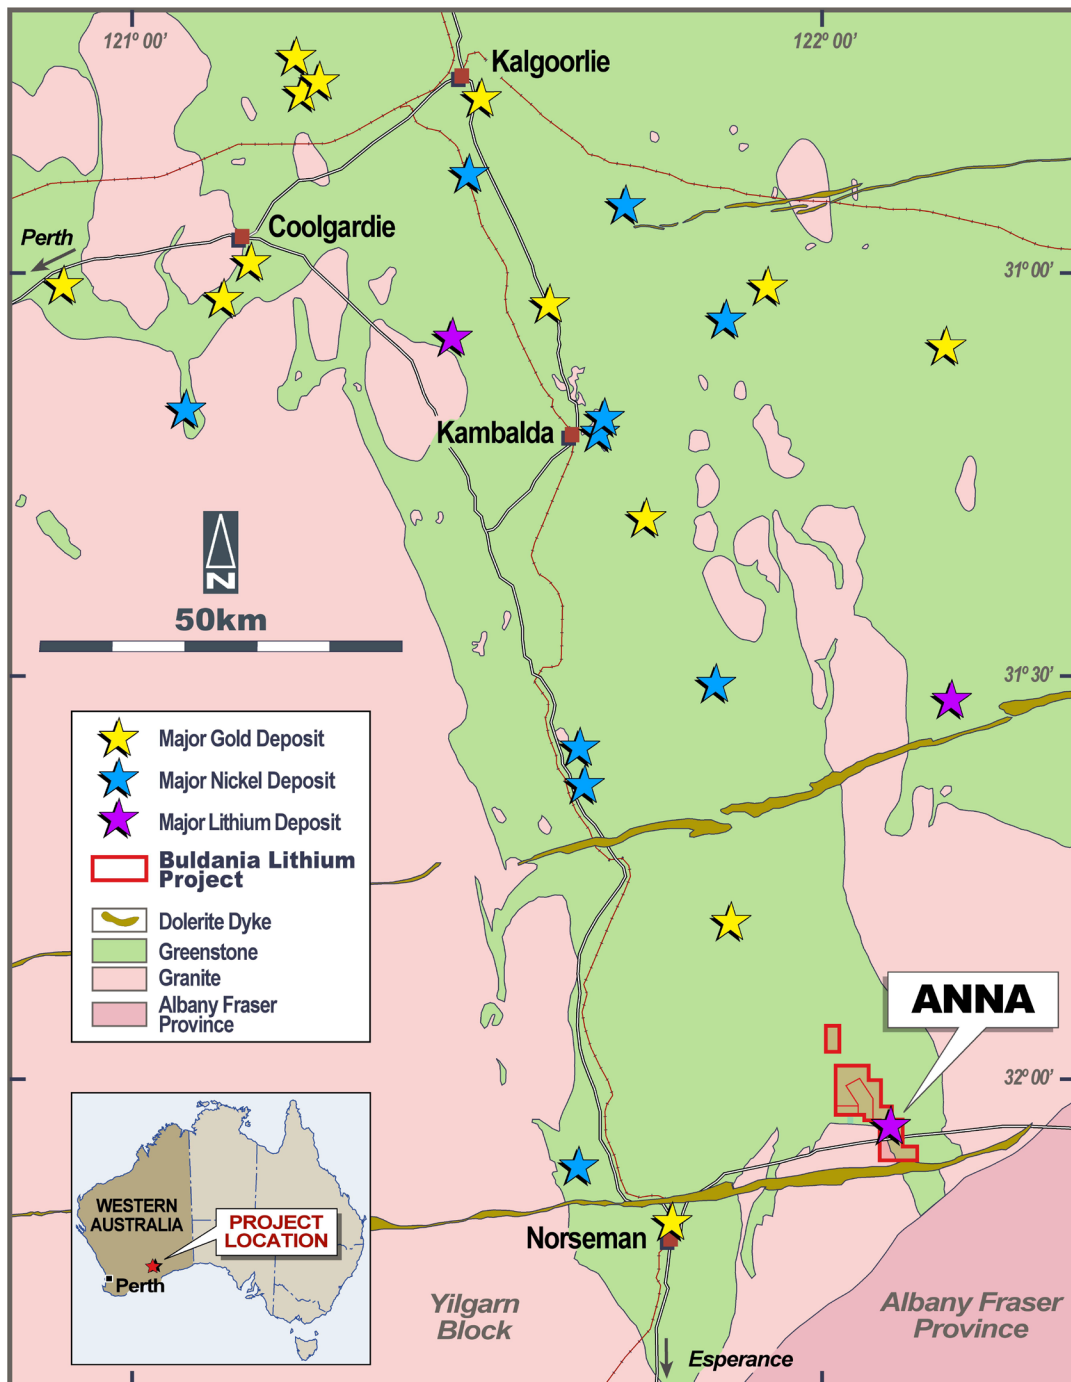 121° 00'
122° 00'
Kalgoorlie
Coolgardie
Perth
31° 00'
Kambalda
N
50km
31° 30'
Major Gold Deposit
Major Nickel Deposit
Major Lithium Deposit
Buldania Lithium
Project
Dolerite Dyke
Greenstone
Granite
Albany Fraser
Province
ANNA
32° 00'
WESTERN
AUSTRALIA
PROJECT
LOCATION
Perth
Norseman
Yilgarn
Block
Albany Fraser
Province
Esperance